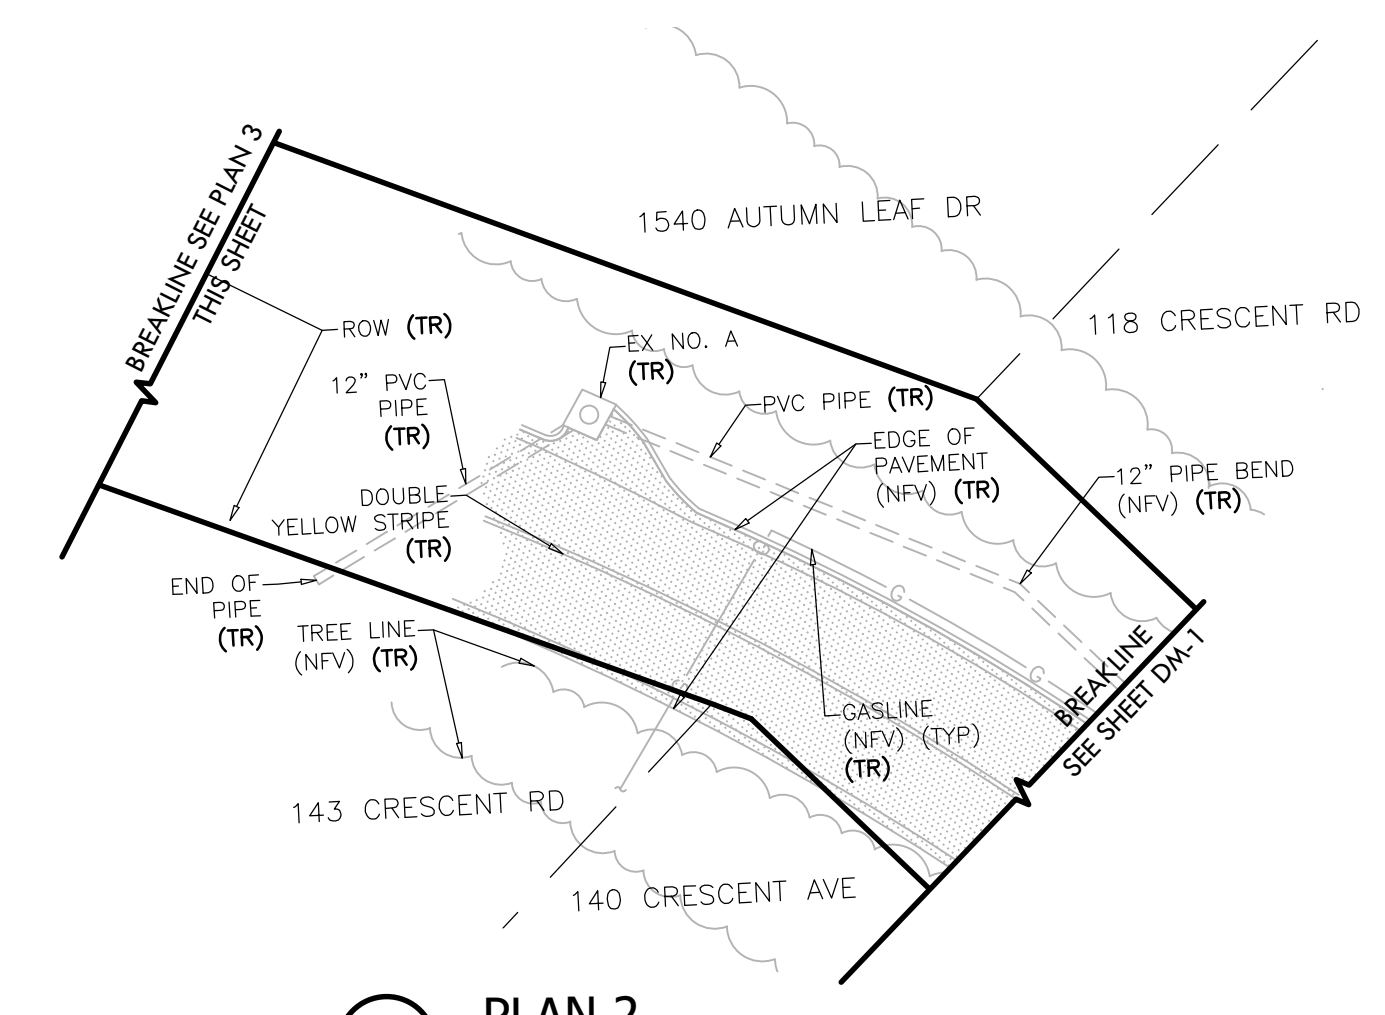 BREAKLINE SEE PLAN 3
THIS SHEET
1540 AUTUMN LEAF DR
118 CRESCENT RD
ROW (TR)
EX NO. A
(TR)
12” PVC
PIPE
(TR)
PVC PIPE (TR)
EDGE OF
PAVEMENT
(NFV) (TR)
12” PIPE BEND
(NFV) (TR)
DOUBLE
YELLOW STRIPE
(TR)
END OF
PIPE
(TR)
TREE LINE
(NFV) (TR)
G
G
G
G
GASLINE
(NFV) (TYP)
(TR)
BREAKLINE
SEE SHEET DM-1
143 CRESCENT RD
140 CRESCENT AVE
PLAN 2